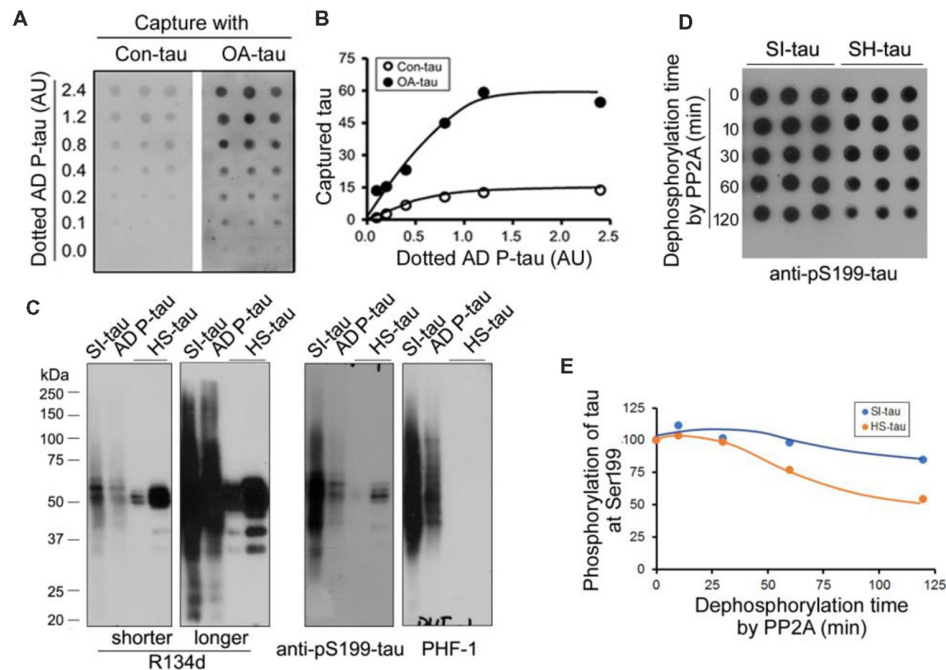 A
Capture with
Con-tau OA-tau
Dotted AD P-tau (AU)
2.4
1.2
0.8
0.4
0.2
0.1
0.0
B
Captured tau
75
60
45
30
15
0
Con-tau
OA-tau
0.0 0.5 1.0 1.5 2.0 2.5
Dotted AD P-tau (AU)
D
SI-tau SH-tau
Dephosphorylation time
by PP2A (min)
0
10
30
60
120
anti-pS199-tau
C
SI-tau AD P-tau HS-tau SI-tau AD P-tau HS-tau SI-tau AD P-tau HS-tau SI-tau AD P-tau HS-tau
kDa
250
150
100
75
50
37
25
20
shorter longer
R134d
anti-pS199-tau PHF-1
E
Phosphorylation of tau
at Ser199
125
100
75
50
25
0
SI-tau
HS-tau
0 25 50 75 100 125
Dephosphorylation time
by PP2A (min)